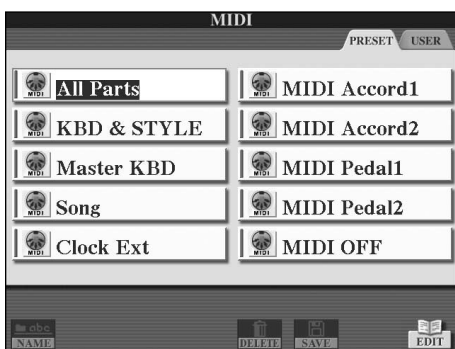 MIDI
PRESET USER
All Parts
KBD & STYLE
Master KBD
Song
Clock Ext
MIDI Accord1
MIDI Accord2
MIDI Pedal1
MIDI Pedal2
MIDI OFF
abc
NAME
DELETE
SAVE
EDIT